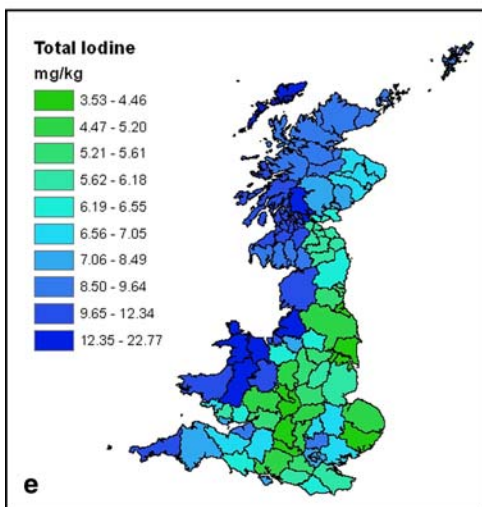 Total Iodine
mg/kg
3.53 - 4.46
4.47 - 5.20
5.21 - 5.61
5.62 - 6.18
6.19 - 6.55
6.56 - 7.05
7.06 - 8.49
8.50 - 9.64
9.65 - 12.34
12.35 - 22.77
e